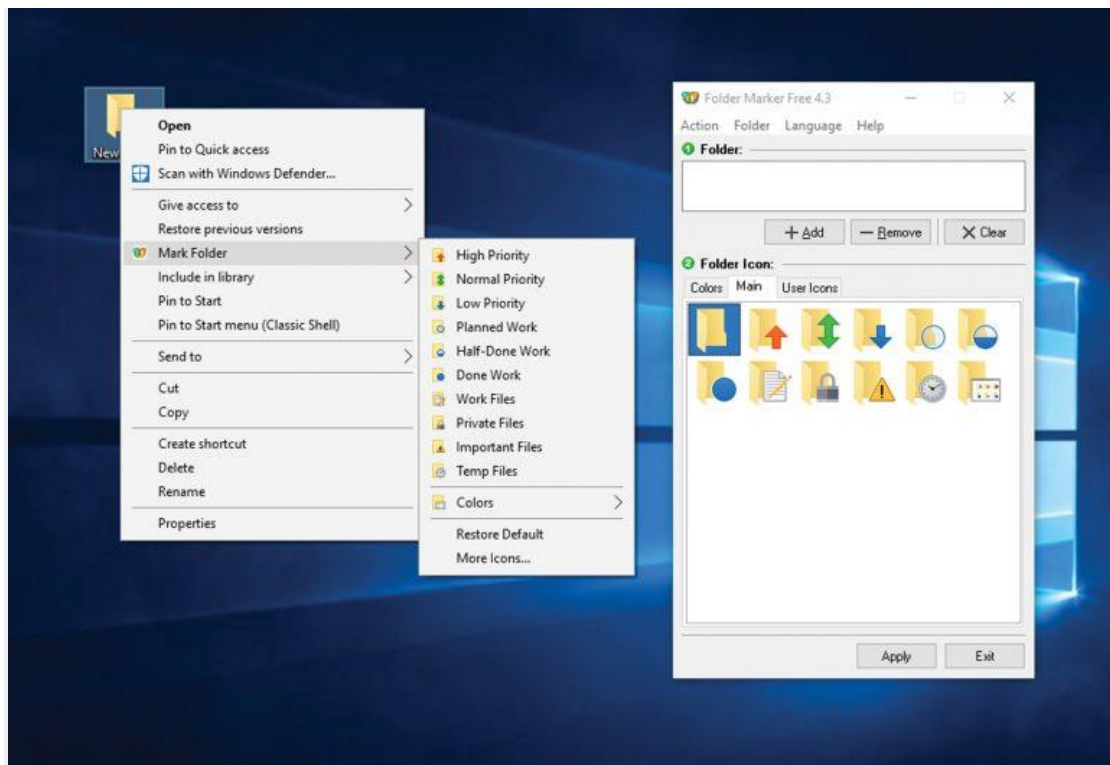 New
Open
Pin to Quick access
Scan with Windows Defender...
Give access to
Restore previous versions
Mark Folder
Include in library
Pin to Start
Pin to Start menu (Classic Shell)
Send to
Cut
Copy
Create shortcut
Delete
Rename
Properties
High Priority
Normal Priority
Low Priority
Planned Work
Half-Done Work
Done Work
Work Files
Private Files
Important Files
Temp Files
Colors
Restore Default
More Icons...
Folder Marker Free 4.3
Action Folder Language Help
1 Folder:
Add Remove Clear
2 Folder Icon:
Colors Main User Icons
Apply Exit